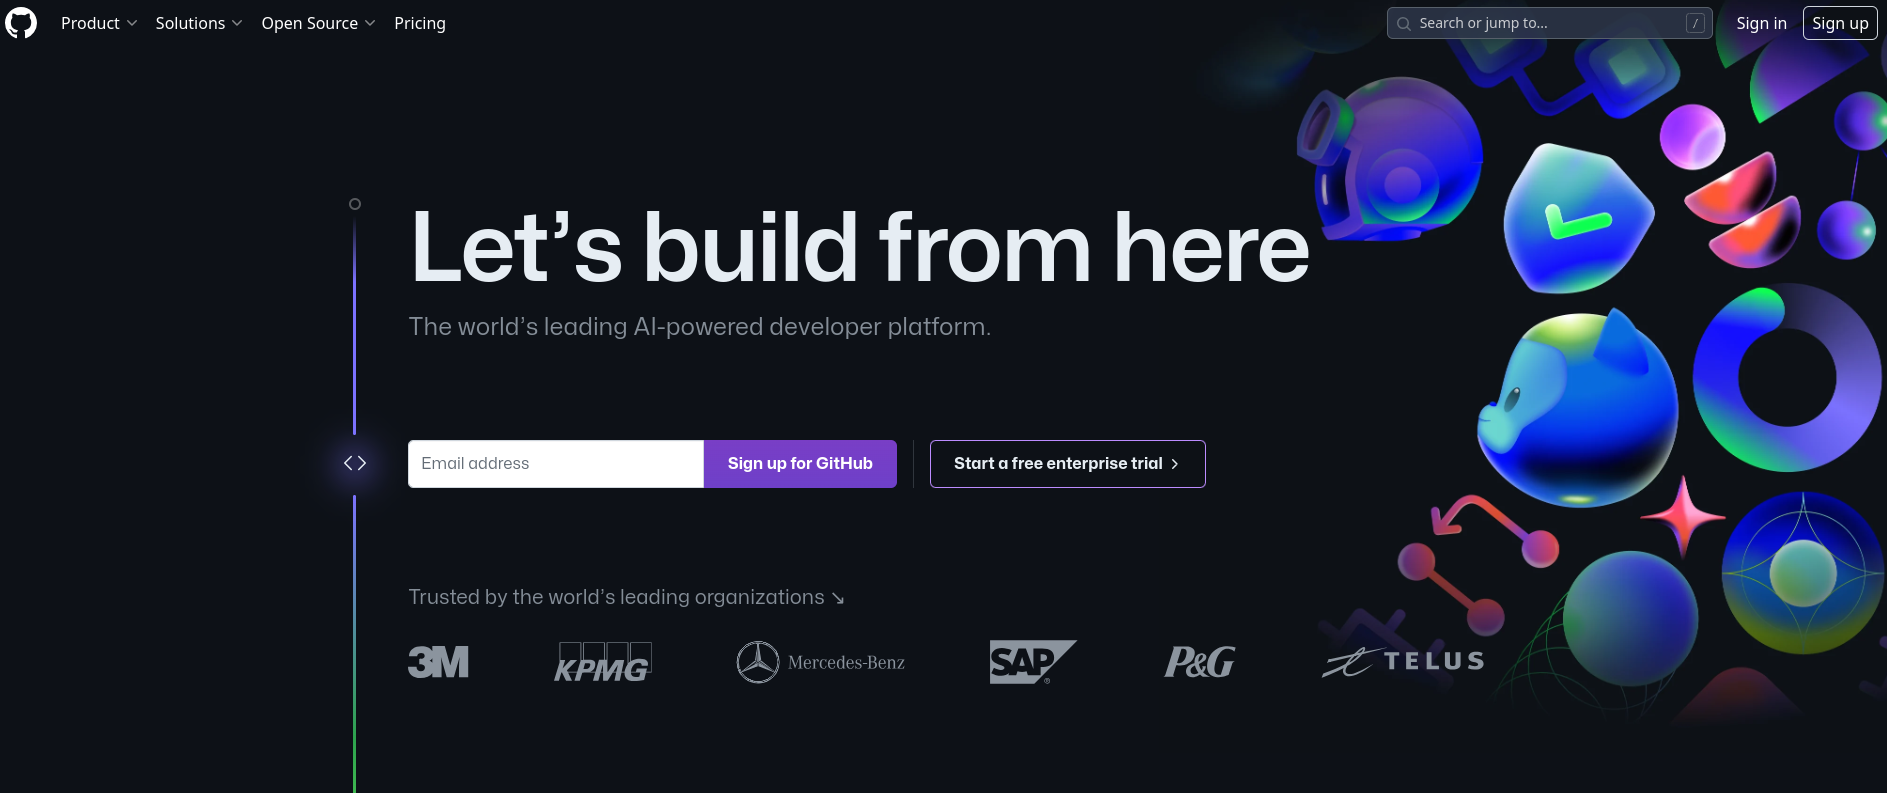 Product Solutions Open Source Pricing Search or jump to... / Sign in Sign up
Let’s build from here
The world’s leading AI-powered developer platform.
Email address Sign up for GitHub Start a free enterprise trial
Trusted by the world’s leading organizations ↘
3M KPMG Mercedes-Benz SAP ® P&G TELUS